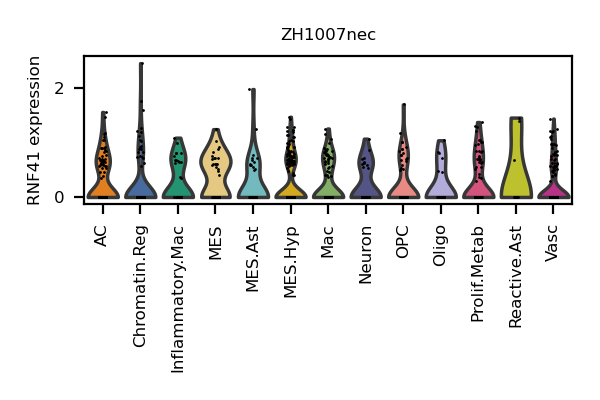 ZH1007nec
RNF41 expression
2
0
AC
Chromatin.Reg
Inflammatory.Mac
MES
MES.Ast
MES.Hyp
Mac
Neuron
OPC
Oligo
Prolif.Metab
Reactive.Ast
Vasc